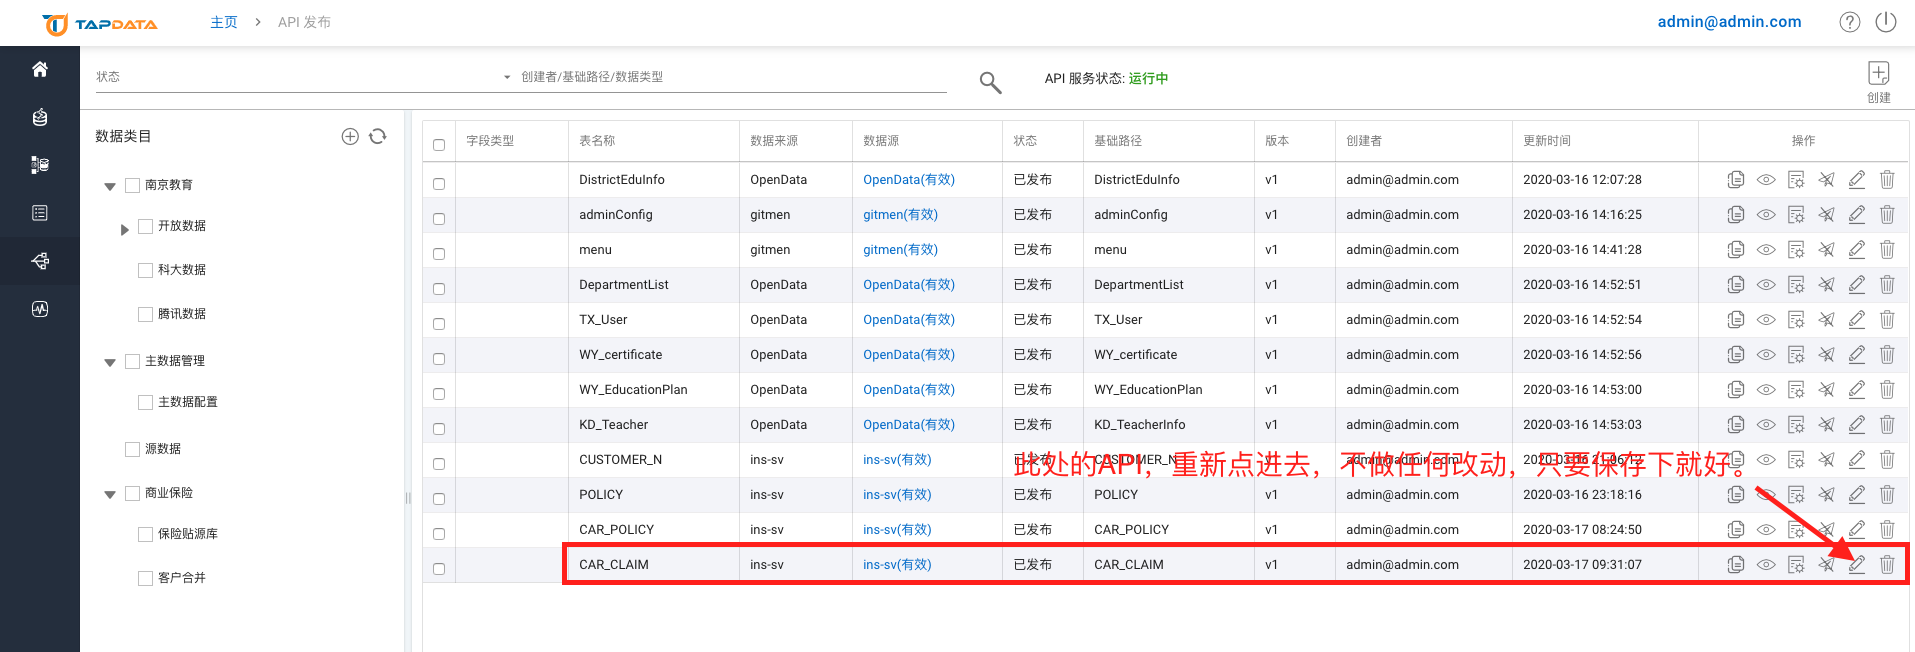 TAPDATA
主页 > API 发布
admin@admin.com
状态
创建者/基础路径/数据类型
API 服务状态: 运行中
创建
数据类目
南京教育
开放数据
科大数据
腾讯数据
主数据管理
主数据配置
源数据
商业保险
保险贴源库
客户合并
字段类型 表名称 数据来源 数据源 状态 基础路径 版本 创建者 更新时间 操作
DistrictEduInfo OpenData OpenData(有效) 已发布 DistrictEduInfo v1 admin@admin.com 2020-03-16 12:07:28
adminConfig gitmen gitmen(有效) 已发布 adminConfig v1 admin@admin.com 2020-03-16 14:16:25
menu gitmen gitmen(有效) 已发布 menu v1 admin@admin.com 2020-03-16 14:41:28
DepartmentList OpenData OpenData(有效) 已发布 DepartmentList v1 admin@admin.com 2020-03-16 14:52:51
TX_User OpenData OpenData(有效) 已发布 TX_User v1 admin@admin.com 2020-03-16 14:52:54
WY_certificate OpenData OpenData(有效) 已发布 WY_certificate v1 admin@admin.com 2020-03-16 14:52:56
WY_EducationPlan OpenData OpenData(有效) 已发布 WY_EducationPlan v1 admin@admin.com 2020-03-16 14:53:00
KD_Teacher OpenData OpenData(有效) 已发布 KD_TeacherInfo v1 admin@admin.com 2020-03-16 14:53:03
CUSTOMER_N ins-sv ins-sv(有效) 已发布 CUSTOMER_N v1 admin@admin.com
此处的API，重新点进去，不做任何改动，只要保存下就好。
POLICY ins-sv ins-sv(有效) 已发布 POLICY v1 admin@admin.com 2020-03-16 23:18:16
CAR_POLICY ins-sv ins-sv(有效) 已发布 CAR_POLICY v1 admin@admin.com 2020-03-17 08:24:50
CAR_CLAIM ins-sv ins-sv(有效) 已发布 CAR_CLAIM v1 admin@admin.com 2020-03-17 09:31:07